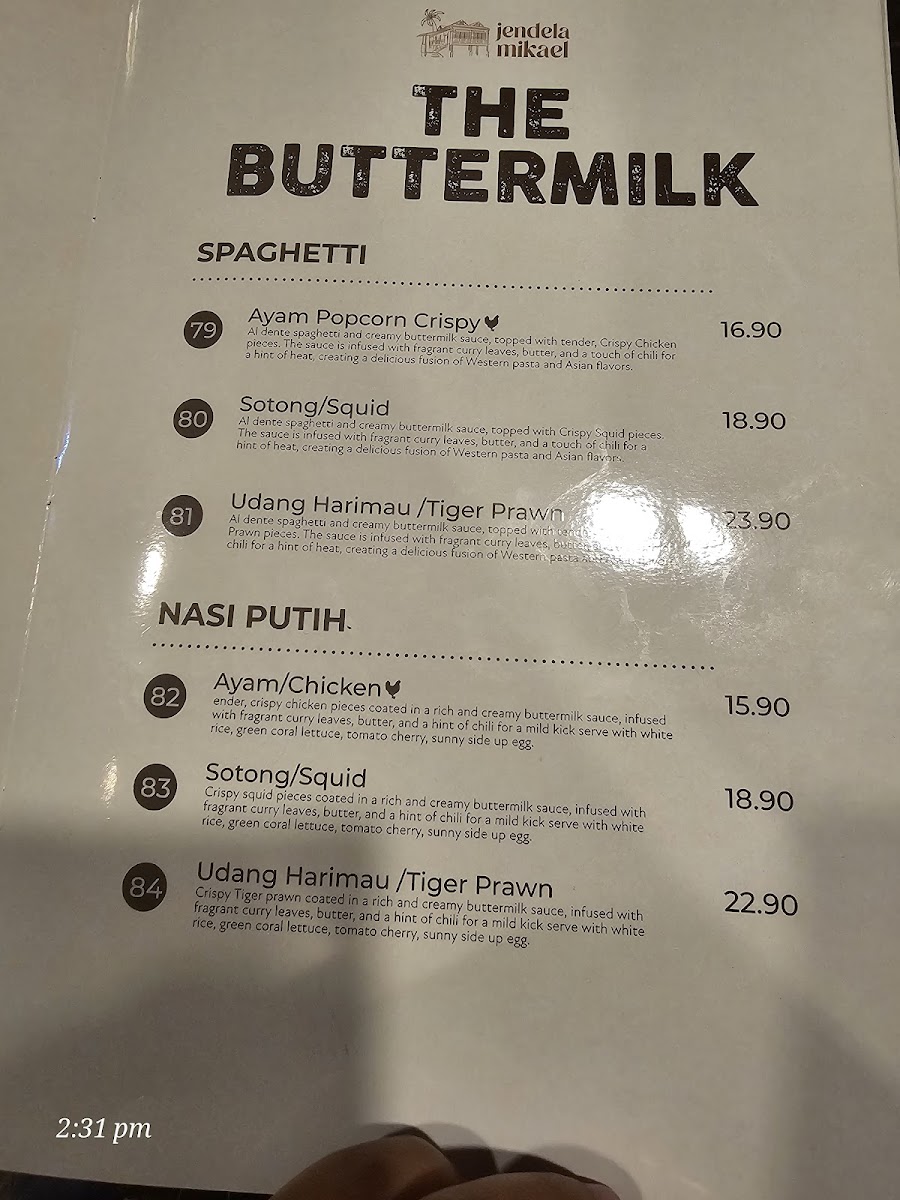 jendela
mikael
THE
BUTTERMILK
SPAGHETTI
79 Ayam Popcorn Crispy 16.90
Al dente spaghetti and creamy buttermilk sauce, topped with tender, Crispy Chicken
pieces. The sauce is infused with fragrant curry leaves, butter, and a touch of chili for
a hint of heat, creating a delicious fusion of Western pasta and Asian flavors.
80 Sotong/Squid 18.90
Al dente spaghetti and creamy buttermilk sauce, topped with Crispy Squid pieces.
The sauce is infused with fragrant curry leaves, butter, and a touch of chili for a
hint of heat, creating a delicious fusion of Western pasta and Asian flavors.
81 Udang Harimau /Tiger Prawn 23.90
Al dente spaghetti and creamy buttermilk sauce, topped with
Prawn pieces. The sauce is infused with fragrant curry leaves,
chili for a hint of heat, creating a delicious fusion of Western pasta
NASI PUTIH
82 Ayam/Chicken 15.90
ender, crispy chicken pieces coated in a rich and creamy buttermilk sauce, infused
with fragrant curry leaves, butter, and a hint of chili for a mild kick serve with white
rice, green coral lettuce, tomato cherry, sunny side up egg.
83 Sotong/Squid 18.90
Crispy squid pieces coated in a rich and creamy buttermilk sauce, infused with
fragrant curry leaves, butter, and a hint of chili for a mild kick serve with white
rice, green coral lettuce, tomato cherry, sunny side up egg.
84 Udang Harimau /Tiger Prawn 22.90
Crispy Tiger prawn coated in a rich and creamy buttermilk sauce, infused with
fragrant curry leaves, butter, and a hint of chili for a mild kick serve with white
rice, green coral lettuce, tomato cherry, sunny side up egg.
2:31 pm